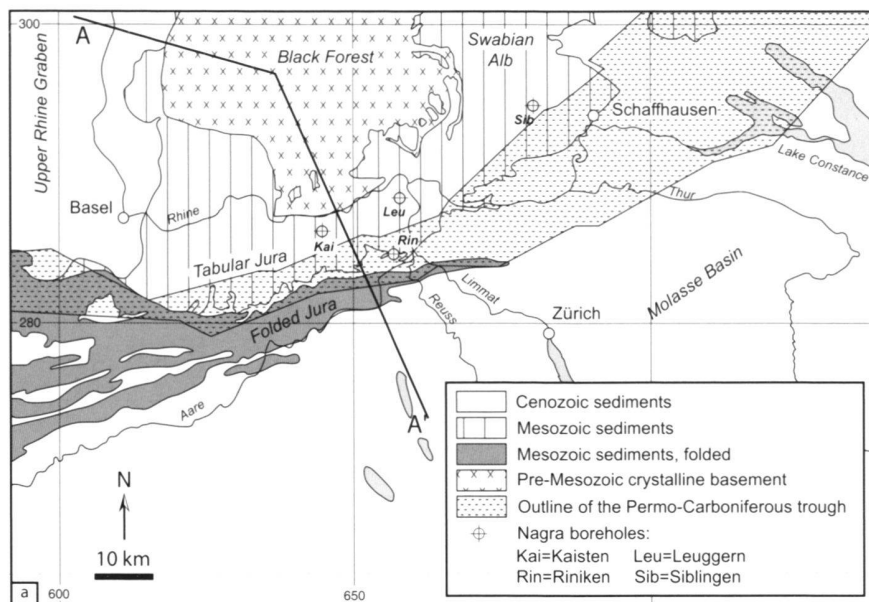 300
A
Black Forest
Swabian
Alb
Upper Rhine Graben
Sib
Schaffhausen
Lake Constance
Basel
Rhine
Leu
Thur
Kai
Rin
Tabular Jura
Limmat
Molasse Basin
280
Folded Jura
Reuss
Zürich
Aare
A'
Cenozoic sediments
Mesozoic sediments
Mesozoic sediments, folded
Pre-Mesozoic crystalline basement
Outline of the Permo-Carboniferous trough
Nagra boreholes:
Kai=Kaisten Leu=Leuggern
Rin=Riniken Sib=Siblingen
N
10 km
a
600
650